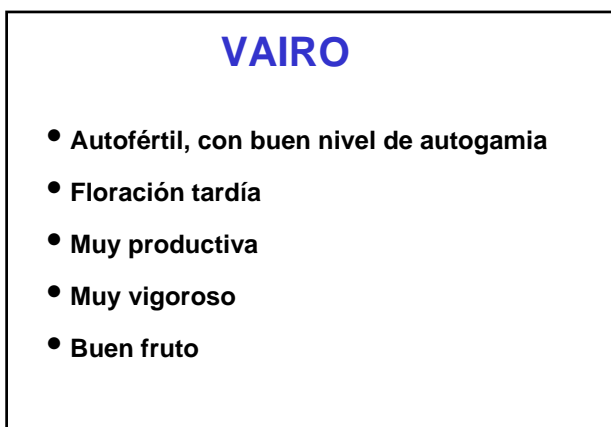 VAIRO
• Autofértil, con buen nivel de autogamia
• Floración tardía
• Muy productiva
• Muy vigoroso
• Buen fruto